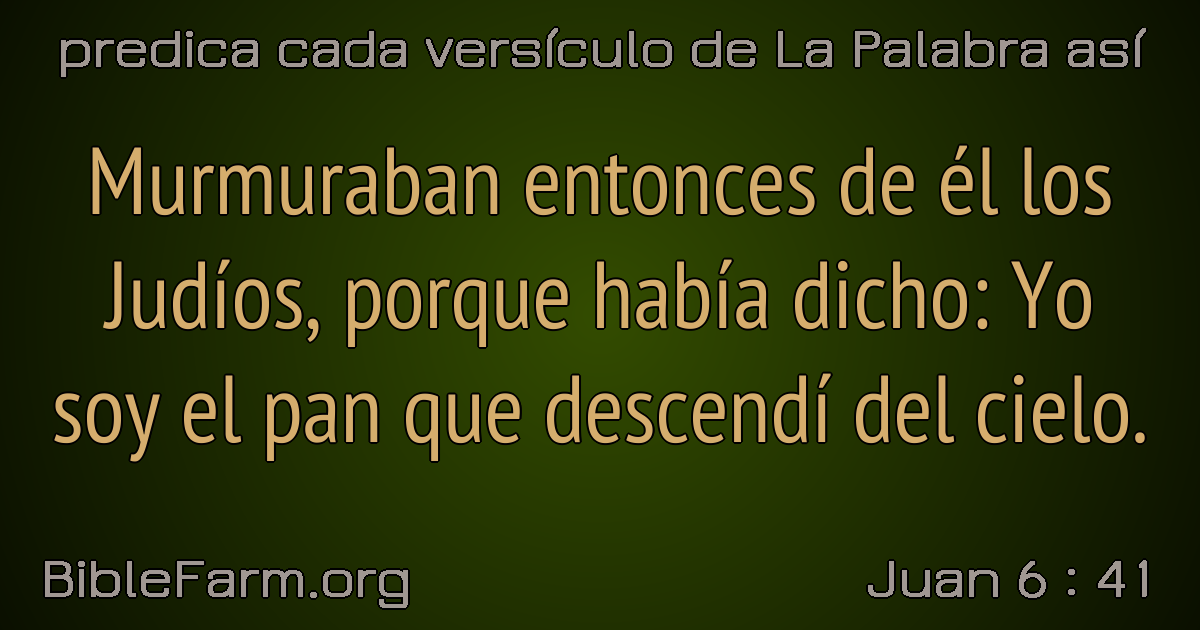 predica cada versículo de La Palabra así
Murmuraban entonces de él los
Judíos, porque había dicho: Yo
soy el pan que descendí del cielo.
BibleFarm.org
Juan 6 : 41